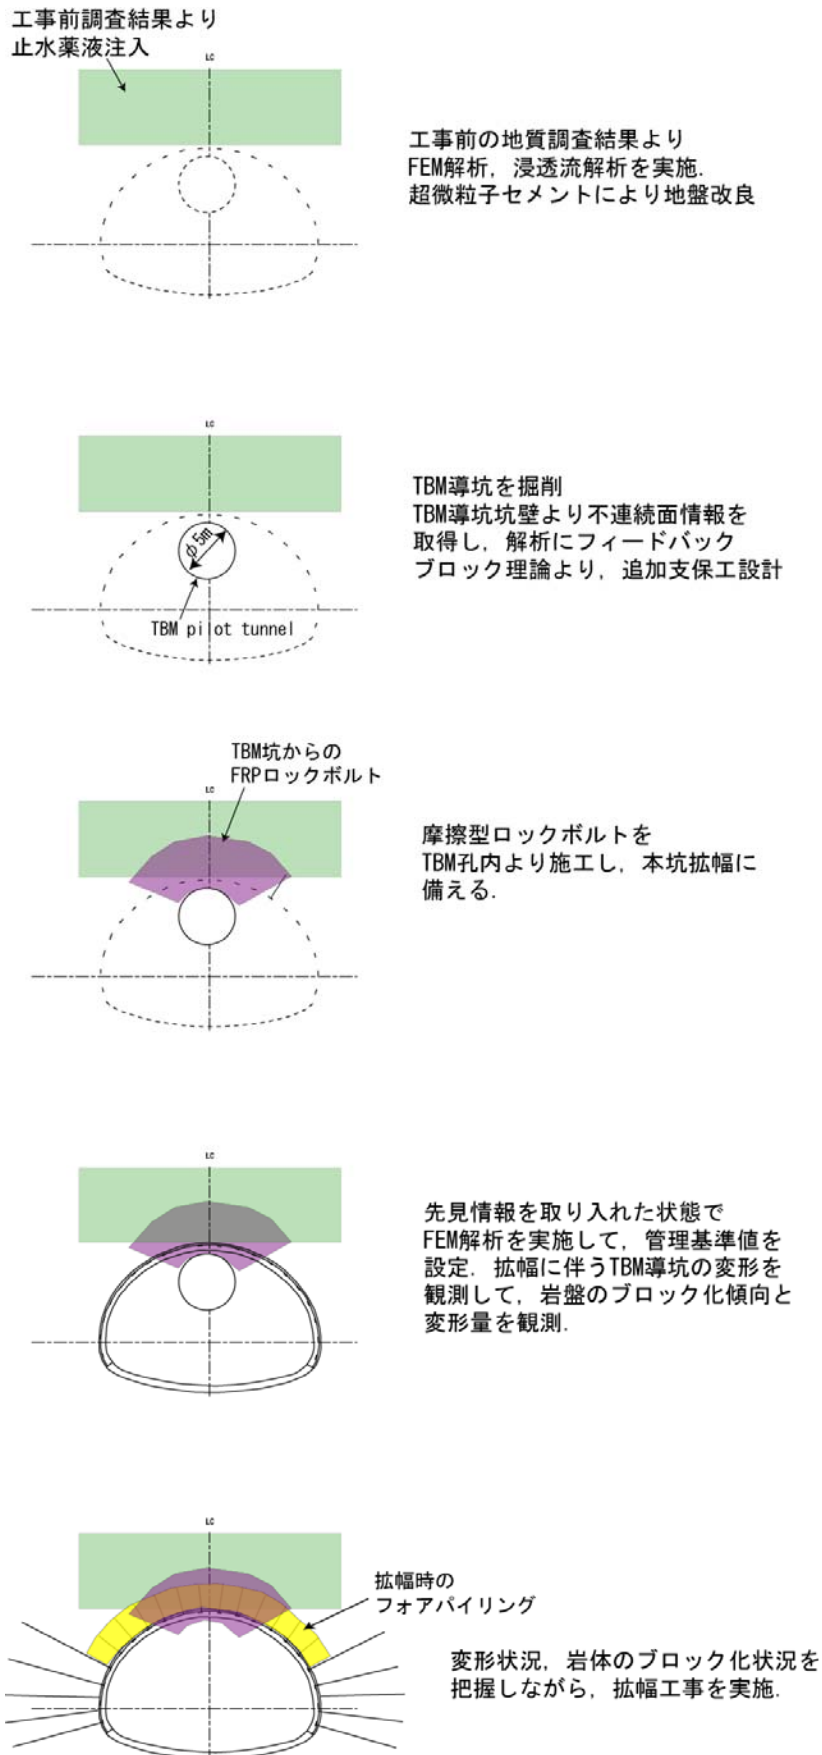 工事前調査結果より
止水薬液注入
LC
工事前の地質調査結果より
FEM解析，浸透流解析を実施．
超微粒子セメントにより地盤改良
LC
φ5m
TBM pilot tunnel
TBM導坑を掘削
TBM導坑坑壁より不連続面情報を
取得し，解析にフィードバック
ブロック理論より，追加支保工設計
TBM坑からの
FRPロックボルト
LC
摩擦型ロックボルトを
TBM孔内より施工し，本坑拡幅に
備える．
LC
先見情報を取り入れた状態で
FEM解析を実施して，管理基準値を
設定．拡幅に伴うTBM導坑の変形を
観測して，岩盤のブロック化傾向と
変形量を観測．
LC
拡幅時の
フォアパイリング
変形状況，岩体のブロック化状況を
把握しながら，拡幅工事を実施．